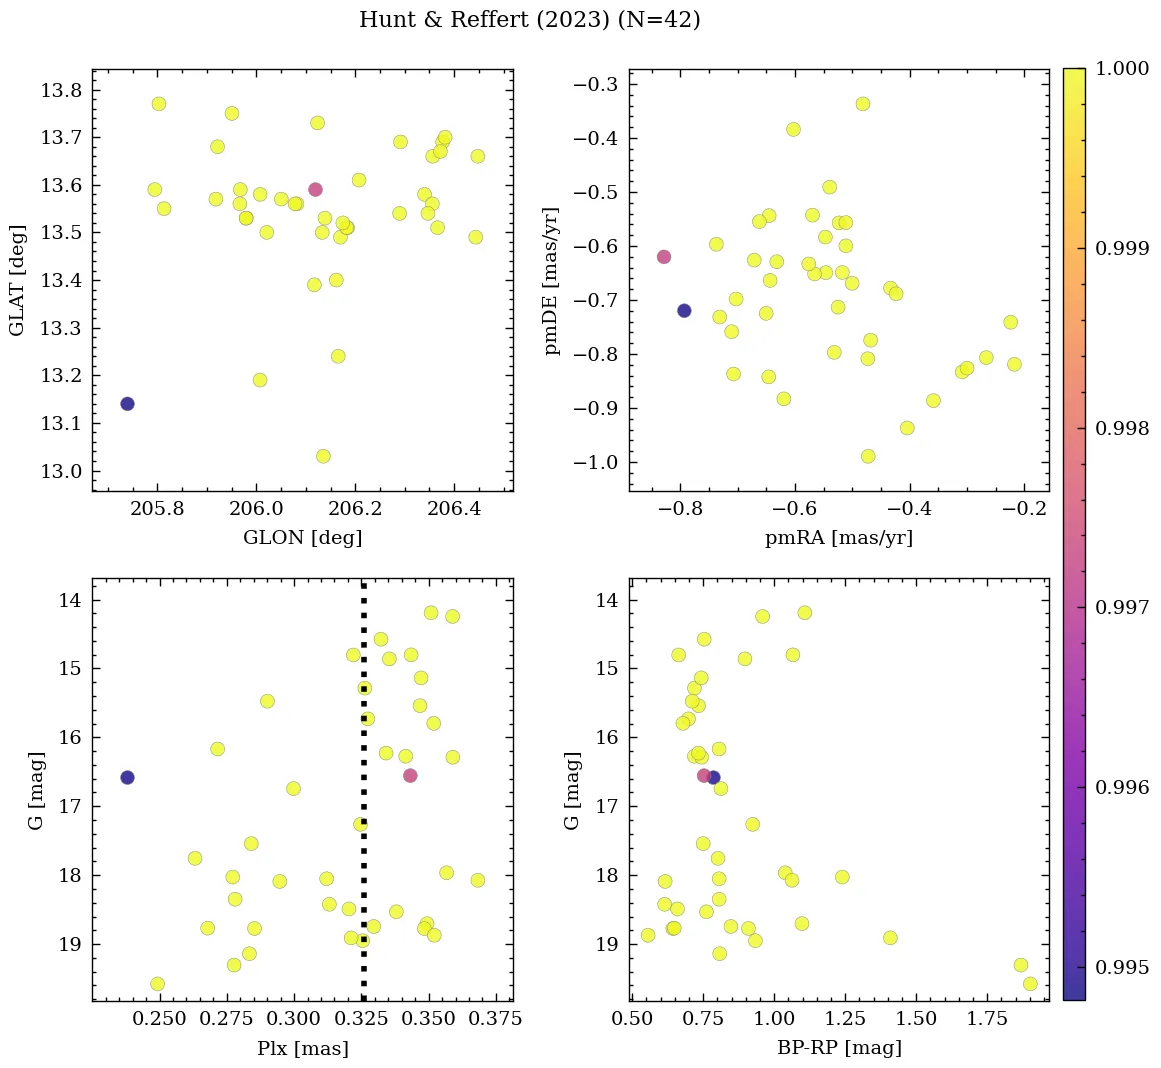 Hunt & Reffert (2023) (N=42)
13.8
13.7
13.6
13.5
13.4
13.3
13.2
13.1
13.0
GLAT [deg]
205.8 206.0 206.2 206.4
GLON [deg]
−0.3
−0.4
−0.5
−0.6
−0.7
−0.8
−0.9
−1.0
pmDE [mas/yr]
−0.8 −0.6 −0.4 −0.2
pmRA [mas/yr]
1.000
0.999
0.998
0.997
0.996
0.995
14
15
16
17
18
19
G [mag]
0.250 0.275 0.300 0.325 0.350 0.375
Plx [mas]
14
15
16
17
18
19
G [mag]
0.50 0.75 1.00 1.25 1.50 1.75
BP-RP [mag]